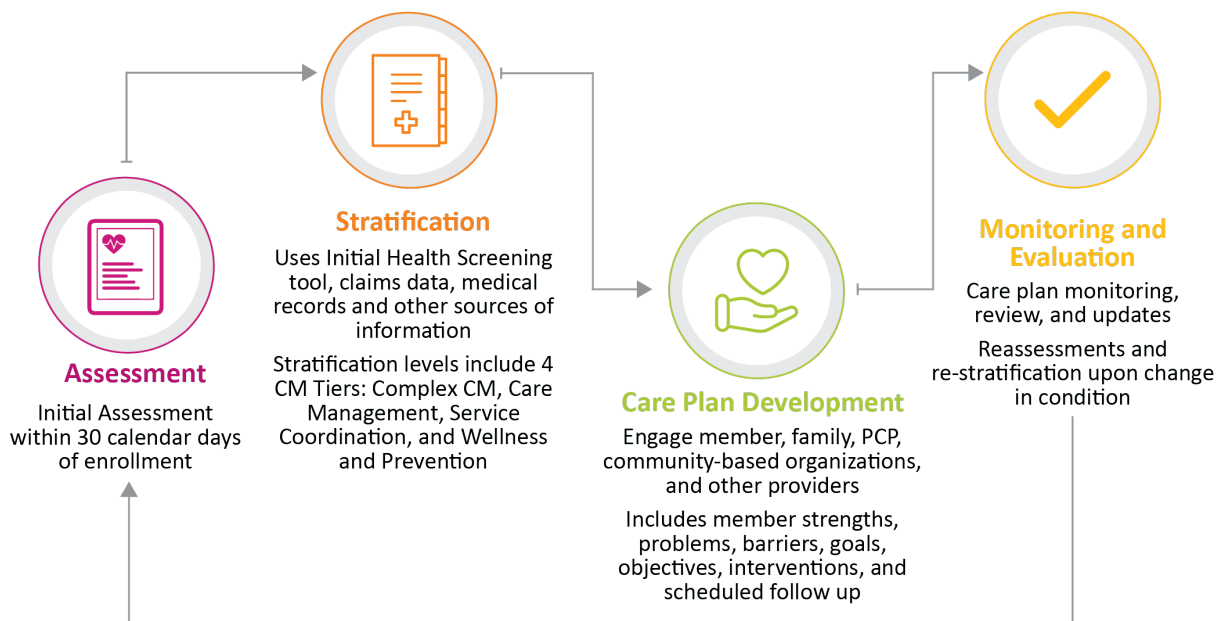 Assessment
Initial Assessment
within 30 calendar days
of enrollment
Stratification
Uses Initial Health Screening
tool, claims data, medical
records and other sources of
information
Stratification levels include 4
CM Tiers: Complex CM, Care
Management, Service
Coordination, and Wellness
and Prevention
Care Plan Development
Engage member, family, PCP,
community-based organizations,
and other providers
Includes member strengths,
problems, barriers, goals,
objectives, interventions, and
scheduled follow up
Monitoring and
Evaluation
Care plan monitoring,
review, and updates
Reassessments and
re-stratification upon change
in condition